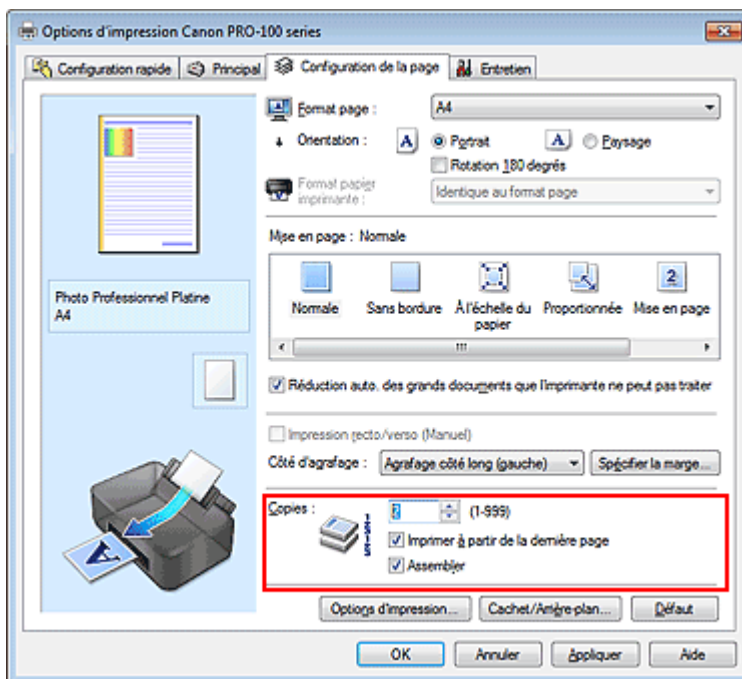 Options d'impression Canon PRO-100 series
Configuration rapide Principal Configuration de la page Entretien
Format page : A4
Orientation : A Portrait A Paysage
Rotation 180 degrés
Format papier imprimante : Identique au format page
Mise en page : Normale
Normale Sans bordure À l'échelle du papier Proportionnée Mise en page
2
Photo Professionnel Platine
A4
Réduction auto. des grands documents que l'imprimante ne peut pas traiter
Impression recto/verso (Manuel)
Côté d'agrafage : Agrafage côté long (gauche) Spécifier la marge...
Copies : 2 (1-999)
Imprimer à partir de la dernière page
Assembler
A
Options d'impression... Cachet/Arrière-plan... Défaut
OK Annuler Appliquer Aide